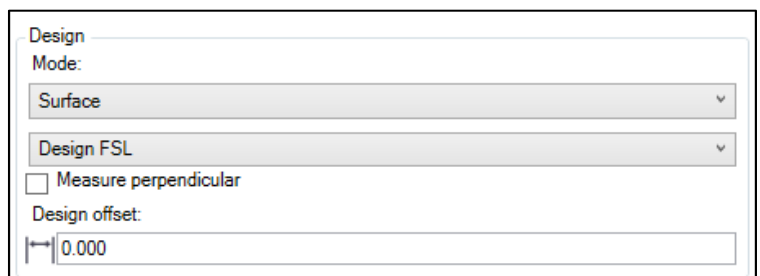 Design
Mode:
Surface
Design FSL
Measure perpendicular
Design offset:
0.000